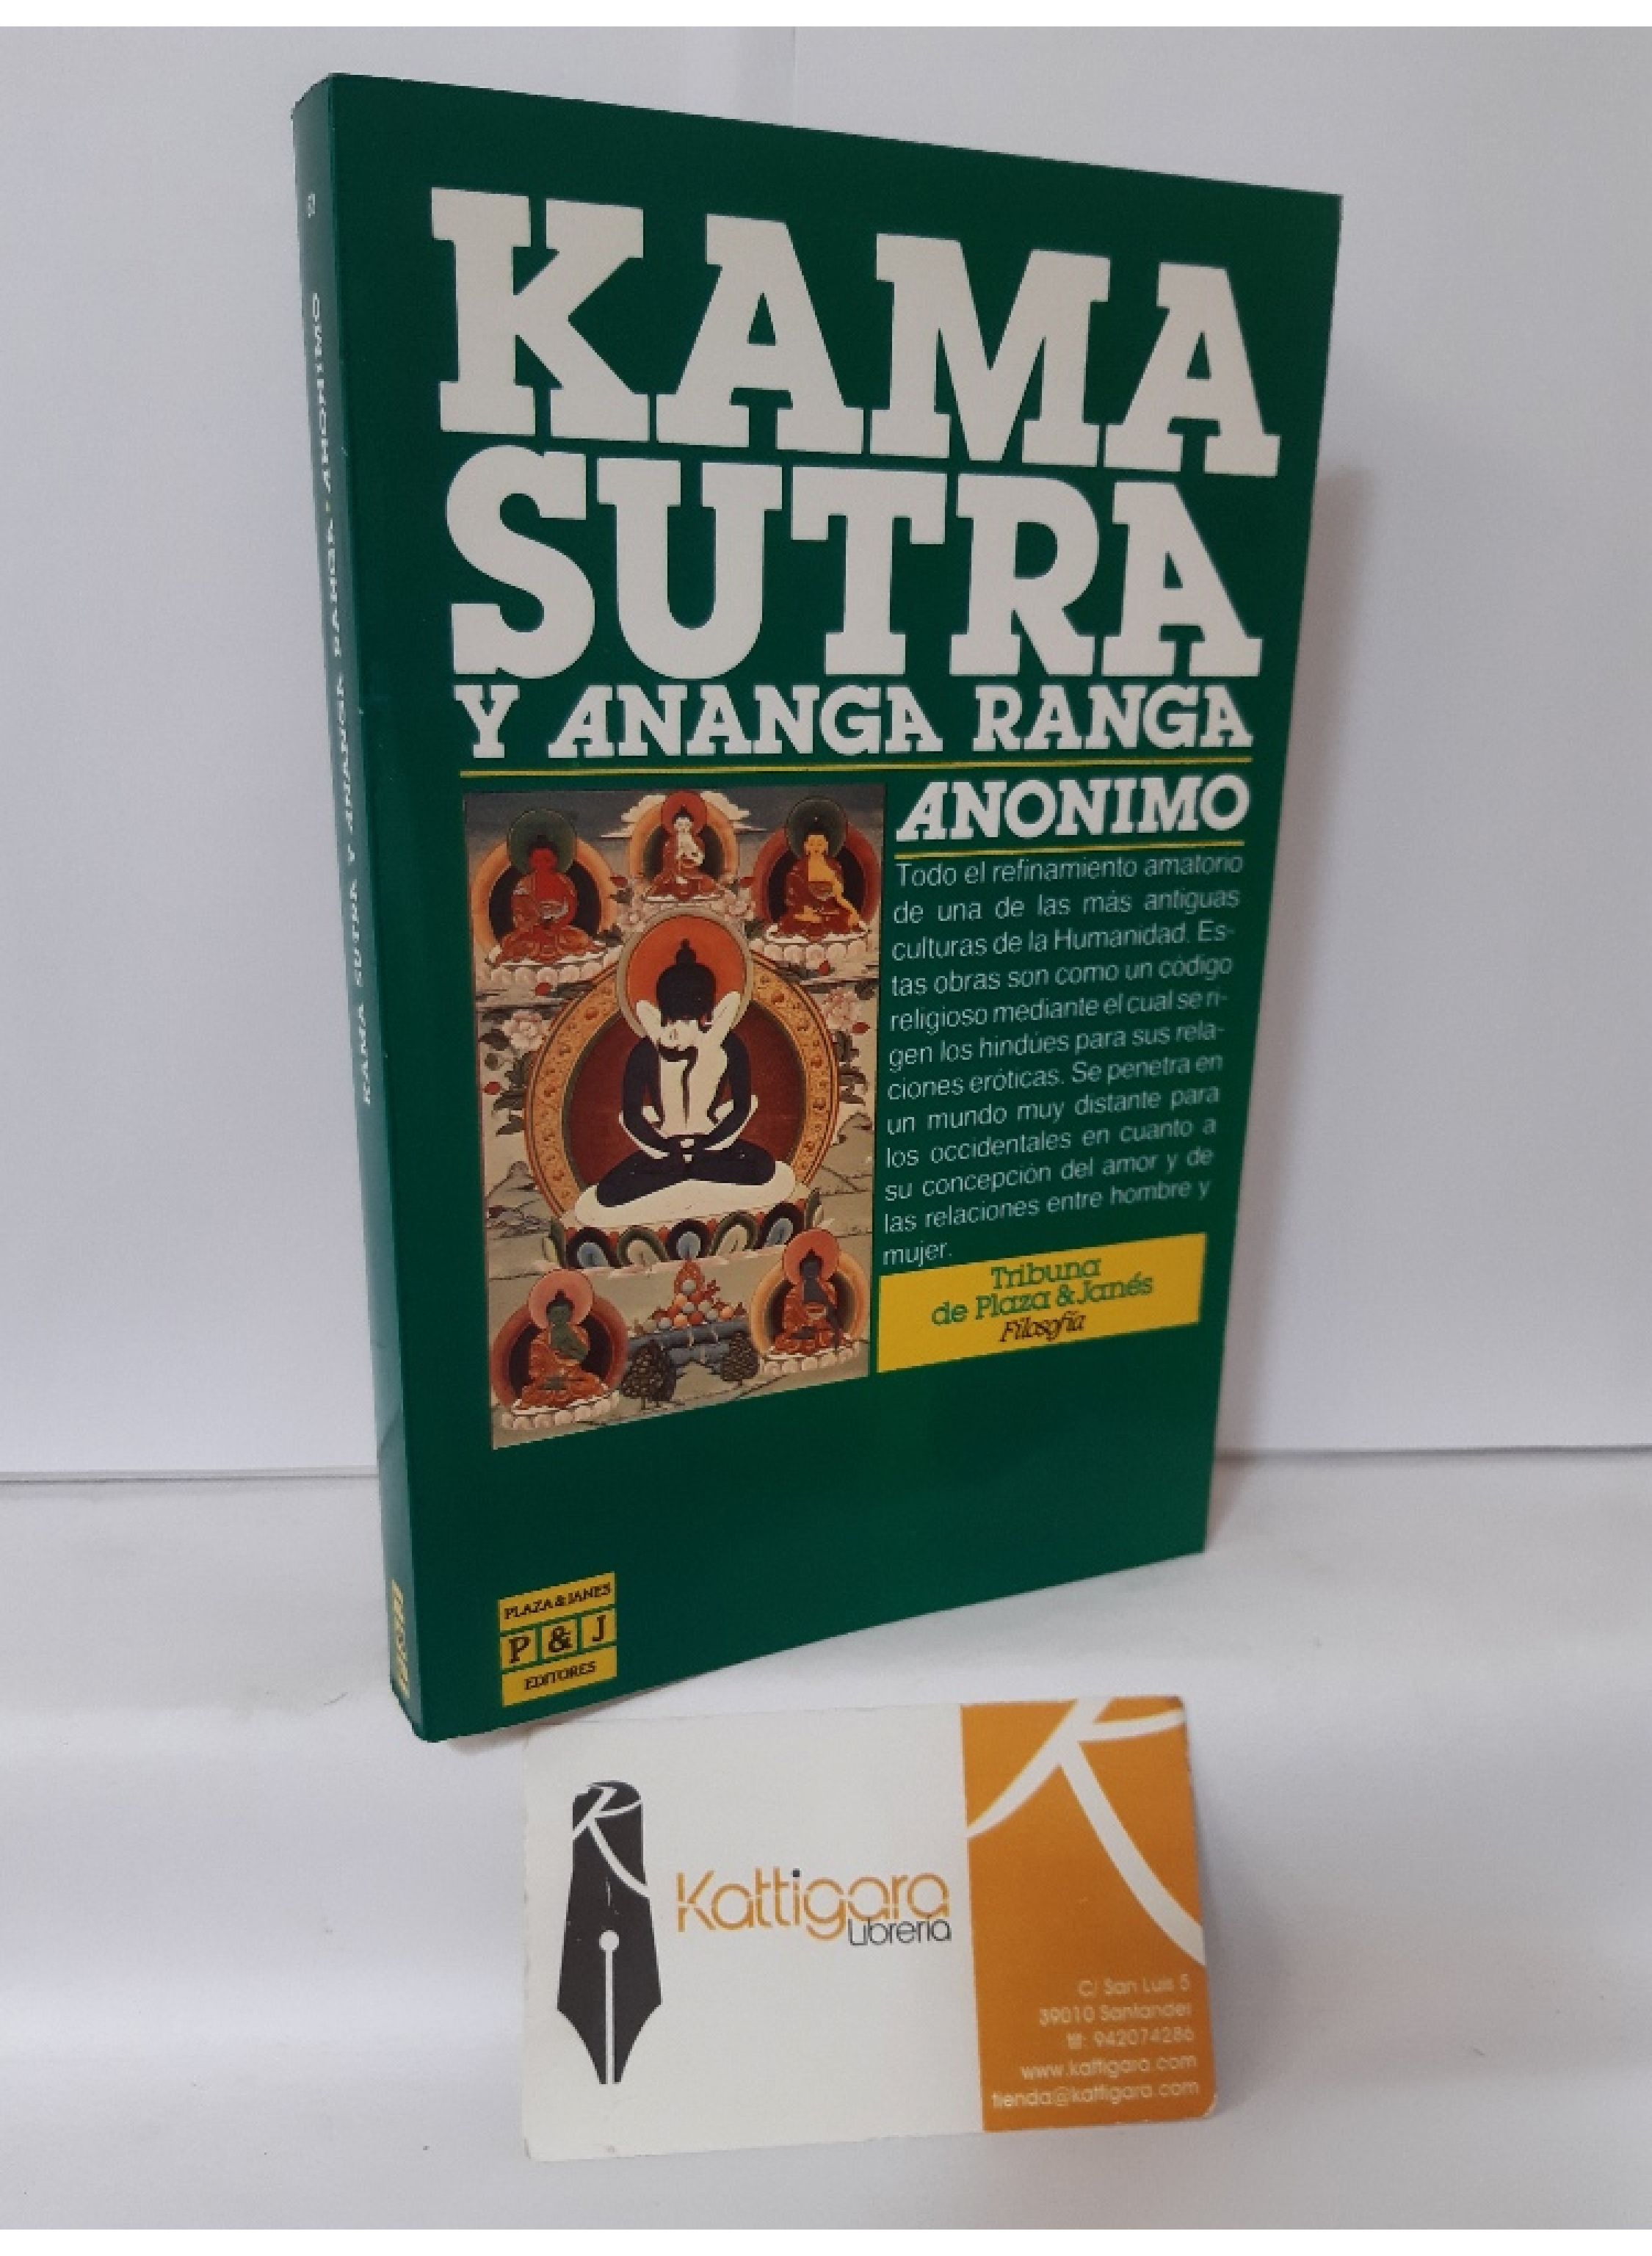 KAMA SUTRA Y ANANGA RANGA · ANONIMO
KAMA
SUTRA
Y ANANGA RANGA
ANONIMO
Todo el refinamiento amatorio
de una de las más antiguas
culturas de la Humanidad. Es-
tas obras son como un código
religioso mediante el cual se ri-
gen los hindúes para sus rela-
ciones eróticas. Se penetra en
un mundo muy distante para
los occidentales en cuanto a
su concepción del amor y de
las relaciones entre hombre y
mujer.
Tribuna
de Plaza & Janés
Filosofía
PLAZA & JANES
P & J
EDITORES
K
Kattigara
Librería
K
C/ San Luis 5
39010 Santander
tlf: 942074286
www.kattigara.com
tienda@kattigara.com